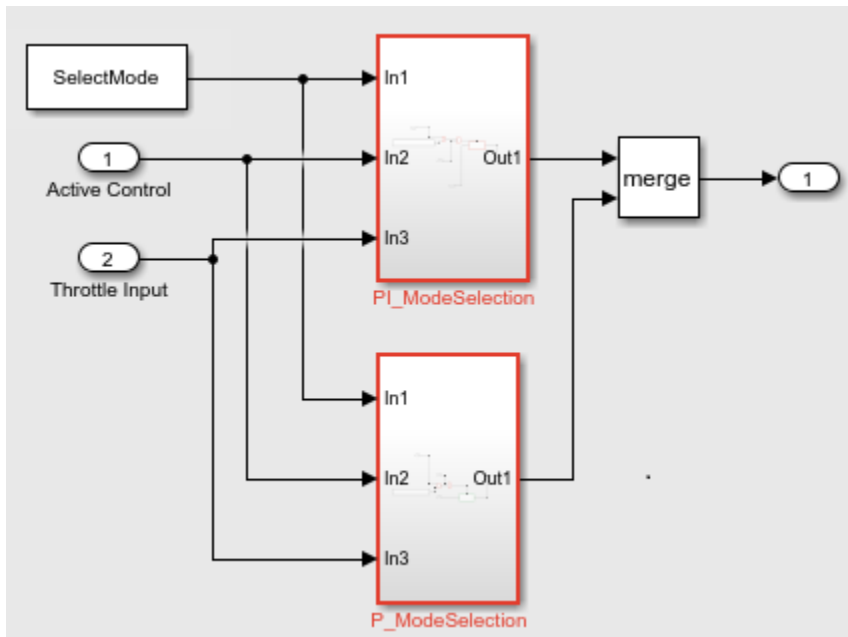 SelectMode
1
Active Control
2
Throttle Input
In1
In2
In3
Out1
PI_ModeSelection
In1
In2
In3
Out1
P_ModeSelection
merge
1